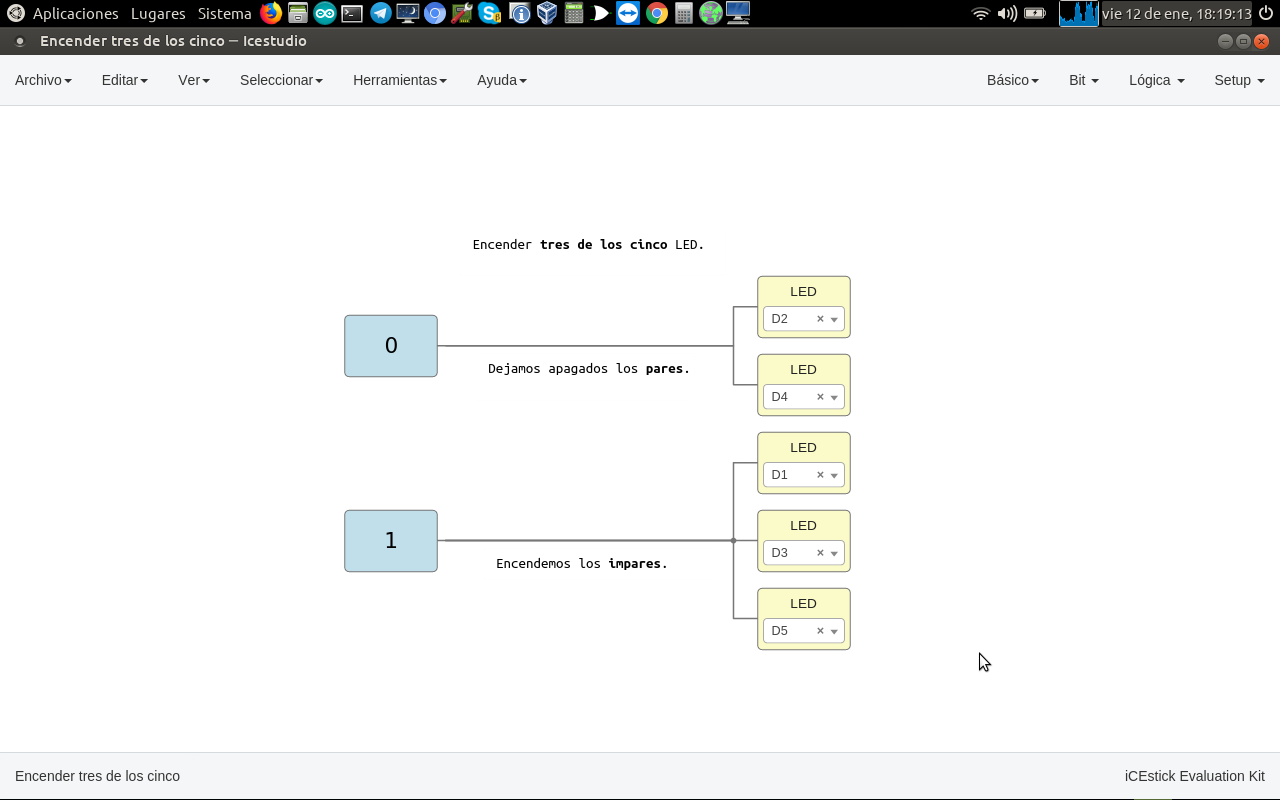 Aplicaciones Lugares Sistema vie 12 de ene, 18:19:13
Encender tres de los cinco — Icestudio
Archivo Editar Ver Seleccionar Herramientas Ayuda Básico Bit Lógica Setup
Encender tres de los cinco LED.
LED
D2 ×
0
Dejamos apagados los pares.
LED
D4 ×
LED
D1 ×
1
LED
D3 ×
Encendemos los impares.
LED
D5 ×
Encender tres de los cinco iCEstick Evaluation Kit